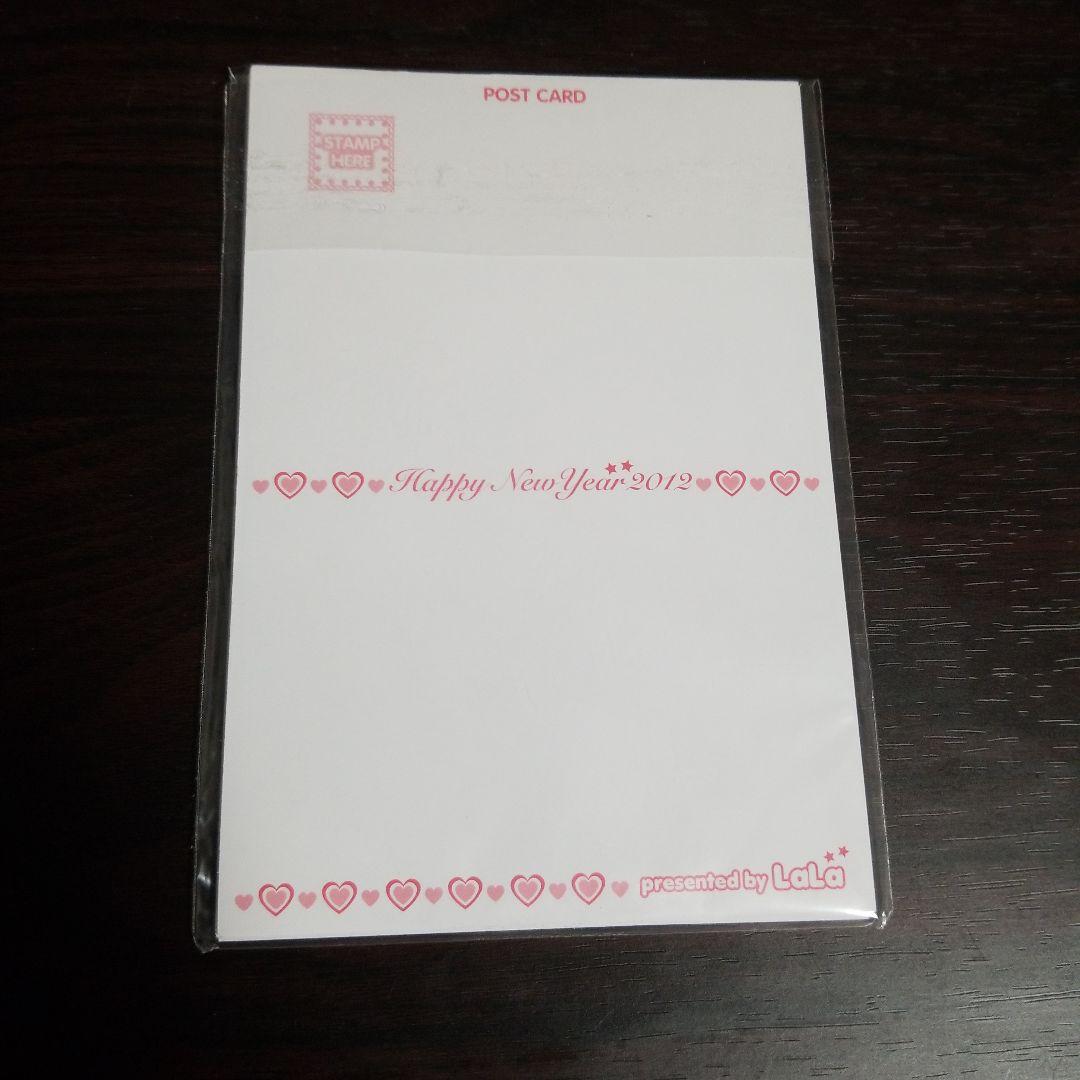 POST CARD
STAMP
HERE
Happy New Year 2012
presented by LaLa